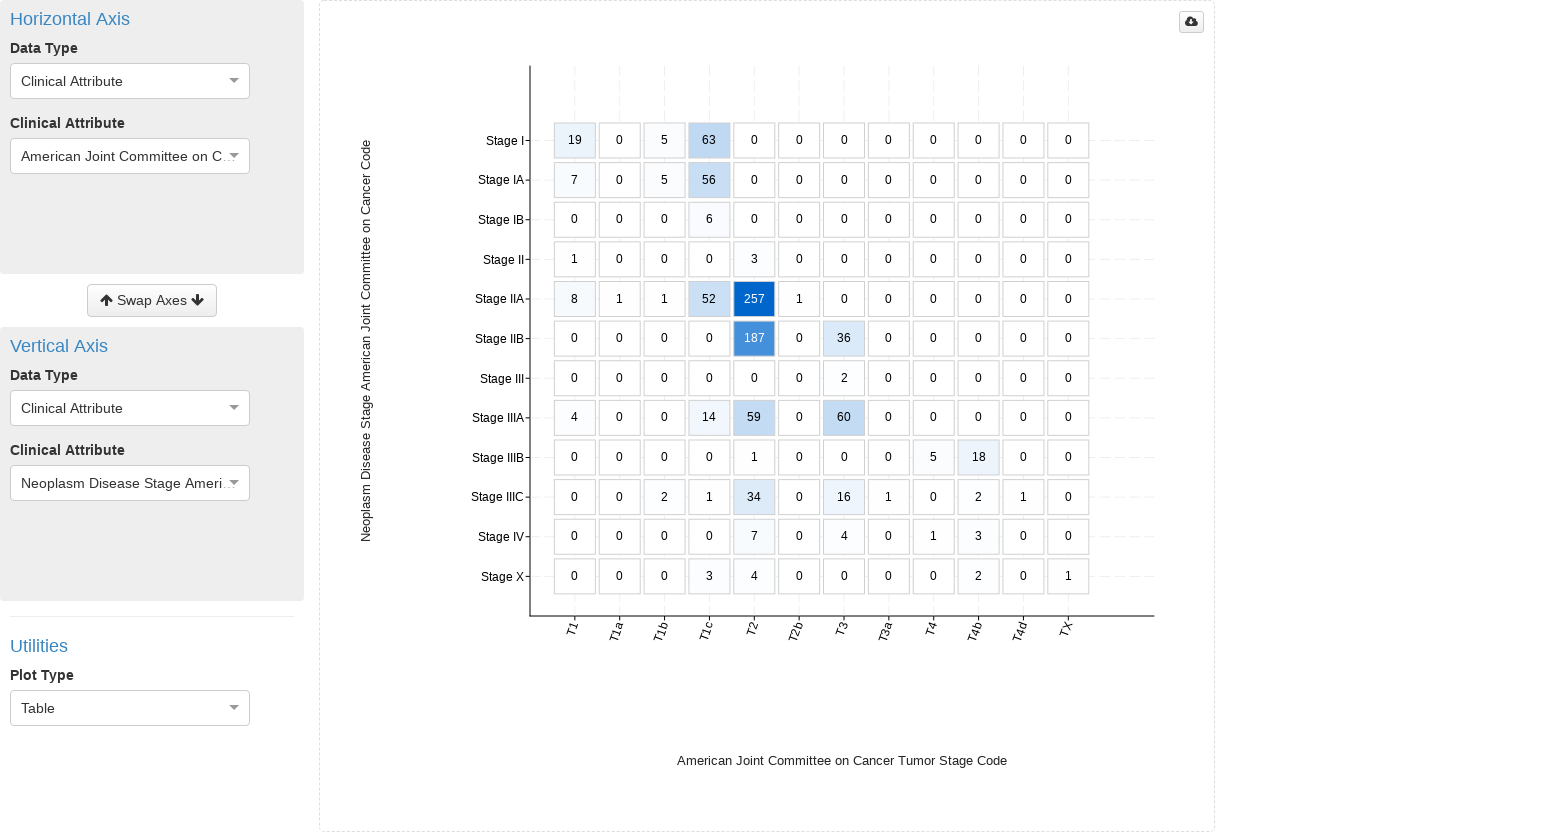 Horizontal Axis
Data Type
Clinical Attribute
Clinical Attribute
American Joint Committee on C...
Swap Axes
Vertical Axis
Data Type
Clinical Attribute
Clinical Attribute
Neoplasm Disease Stage Ameri...
Utilities
Plot Type
Table
Neoplasm Disease Stage American Joint Committee on Cancer Code
Stage I 19 0 5 63 0 0 0 0 0 0 0 0
Stage IA 7 0 5 56 0 0 0 0 0 0 0 0
Stage IB 0 0 0 6 0 0 0 0 0 0 0 0
Stage II 1 0 0 0 3 0 0 0 0 0 0 0
Stage IIA 8 1 1 52 257 1 0 0 0 0 0 0
Stage IIB 0 0 0 0 187 0 36 0 0 0 0 0
Stage III 0 0 0 0 0 0 2 0 0 0 0 0
Stage IIIA 4 0 0 14 59 0 60 0 0 0 0 0
Stage IIIB 0 0 0 0 1 0 0 0 5 18 0 0
Stage IIIC 0 0 2 1 34 0 16 1 0 2 1 0
Stage IV 0 0 0 0 7 0 4 0 1 3 0 0
Stage X 0 0 0 3 4 0 0 0 0 2 0 1
T1 T1a T1b T1c T2 T2b T3 T3a T4 T4b T4d TX
American Joint Committee on Cancer Tumor Stage Code